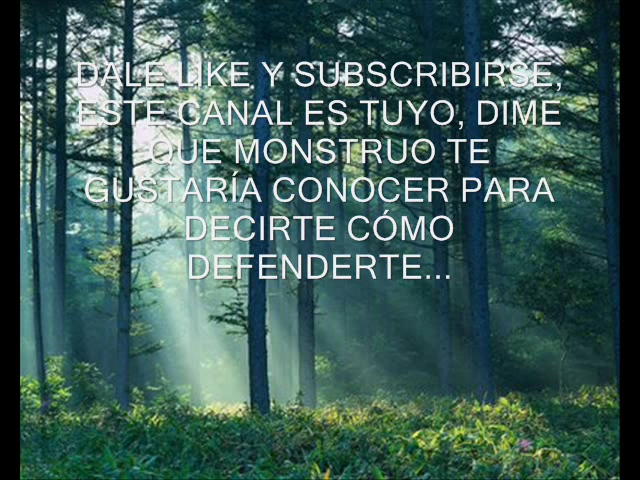 DALE LIKE Y SUBSCRIBIRSE,
ESTE CANAL ES TUYO, DIME
QUE MONSTRUO TE
GUSTARÍA CONOCER PARA
DECIRTE CÓMO
DEFENDERTE...